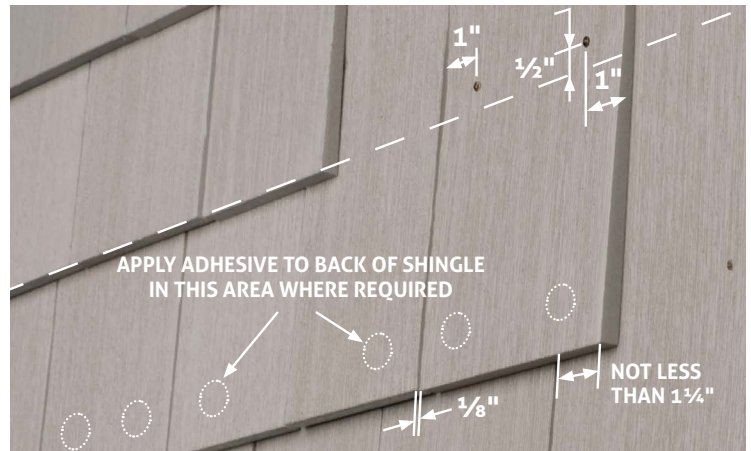 1"
½"
1"
APPLY ADHESIVE TO BACK OF SHINGLE
IN THIS AREA WHERE REQUIRED
NOT LESS
THAN 1¼"
⅛"